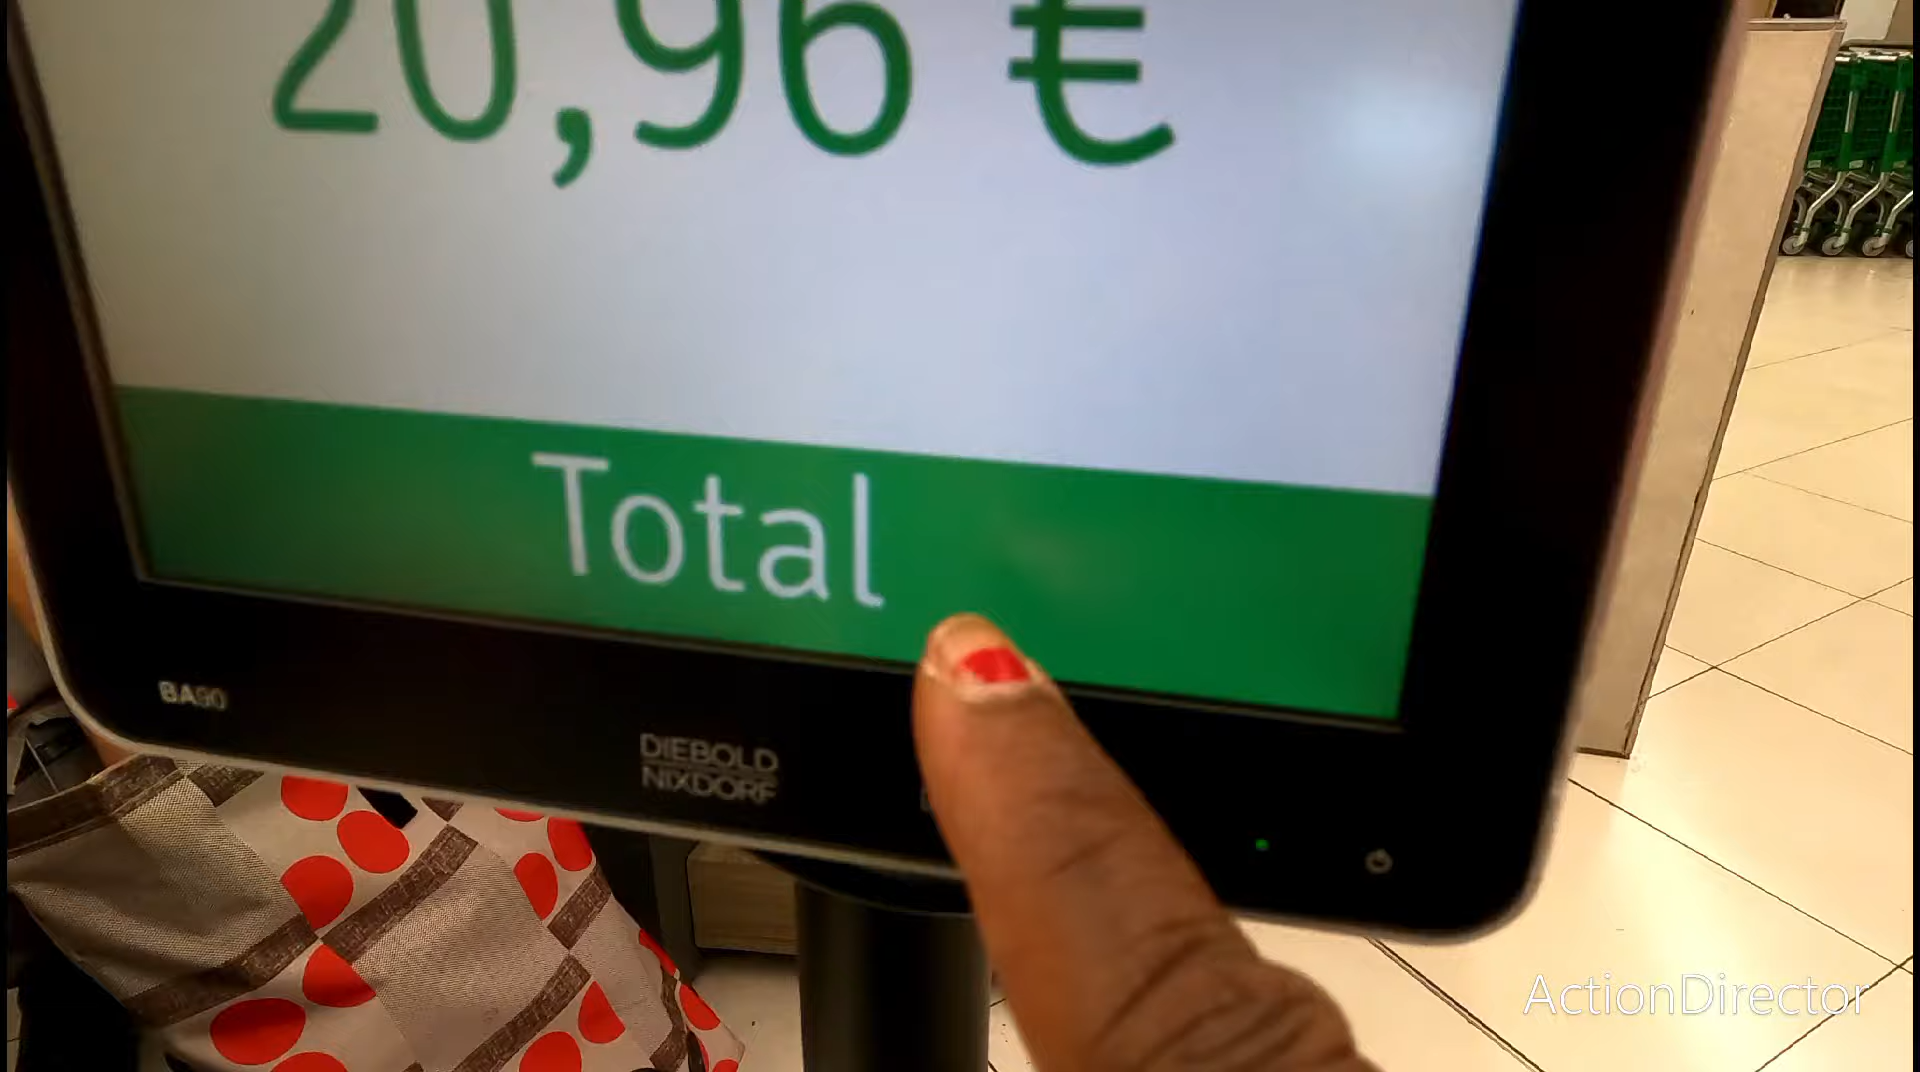 20,96 €
Total
BA90
DIEBOLD
NIXDORF
ActionDirector